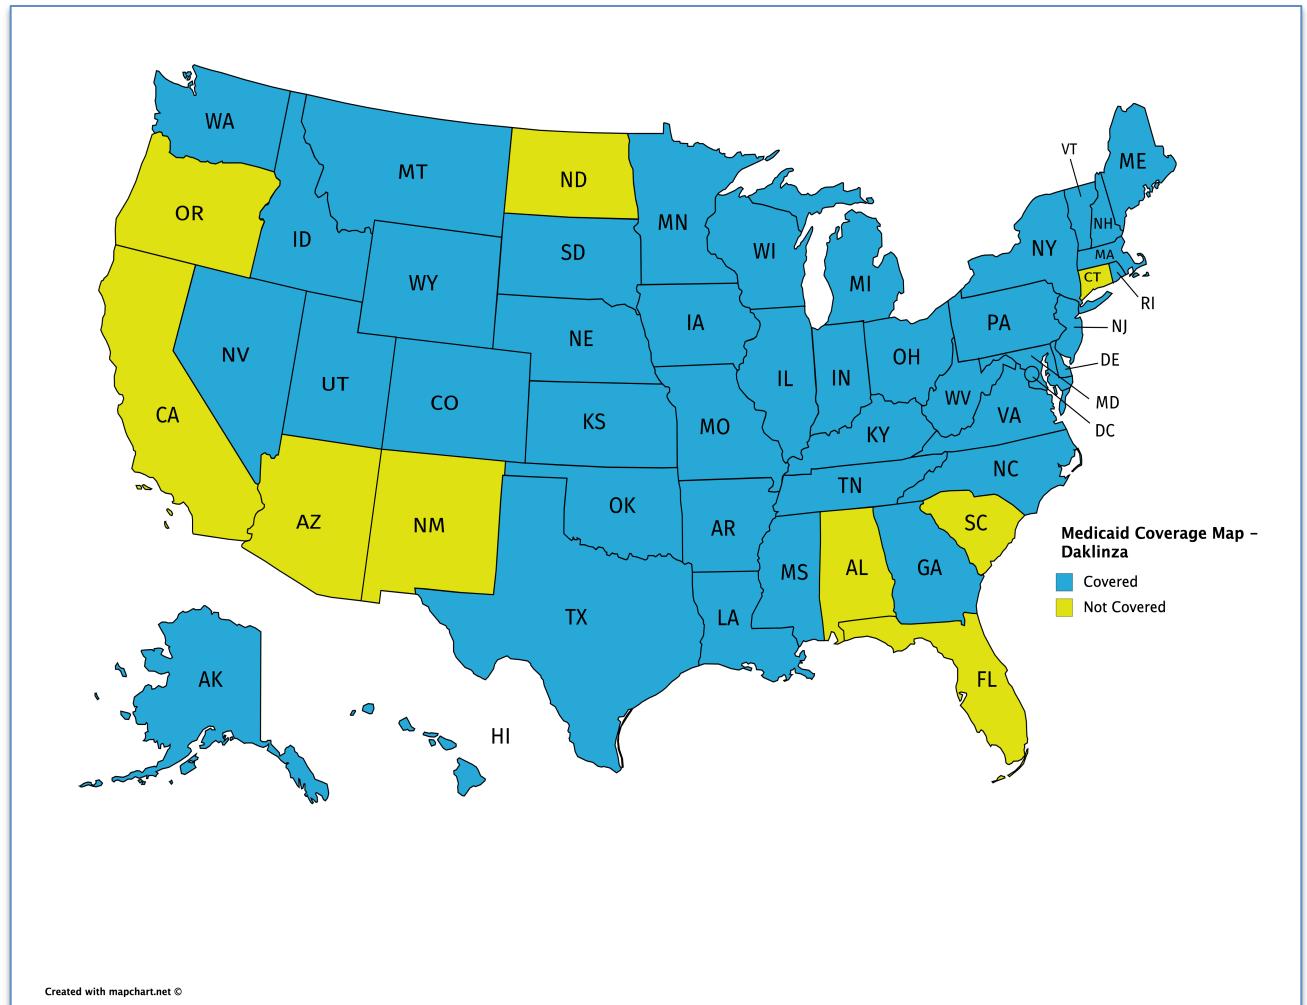 WA
MT
ND
VT
ME
OR
MN
NH
ID
SD
WI
NY
MA
CT
WY
MI
RI
IA
PA
NJ
NE
NV
OH
DE
UT
IL
IN
CO
WV
MD
CA
KS
MO
VA
DC
KY
NC
TN
OK
AZ
NM
AR
SC
Medicaid Coverage Map –
Daklinza
MS
AL
GA
Covered
Not Covered
TX
LA
AK
FL
HI
Created with mapchart.net ©